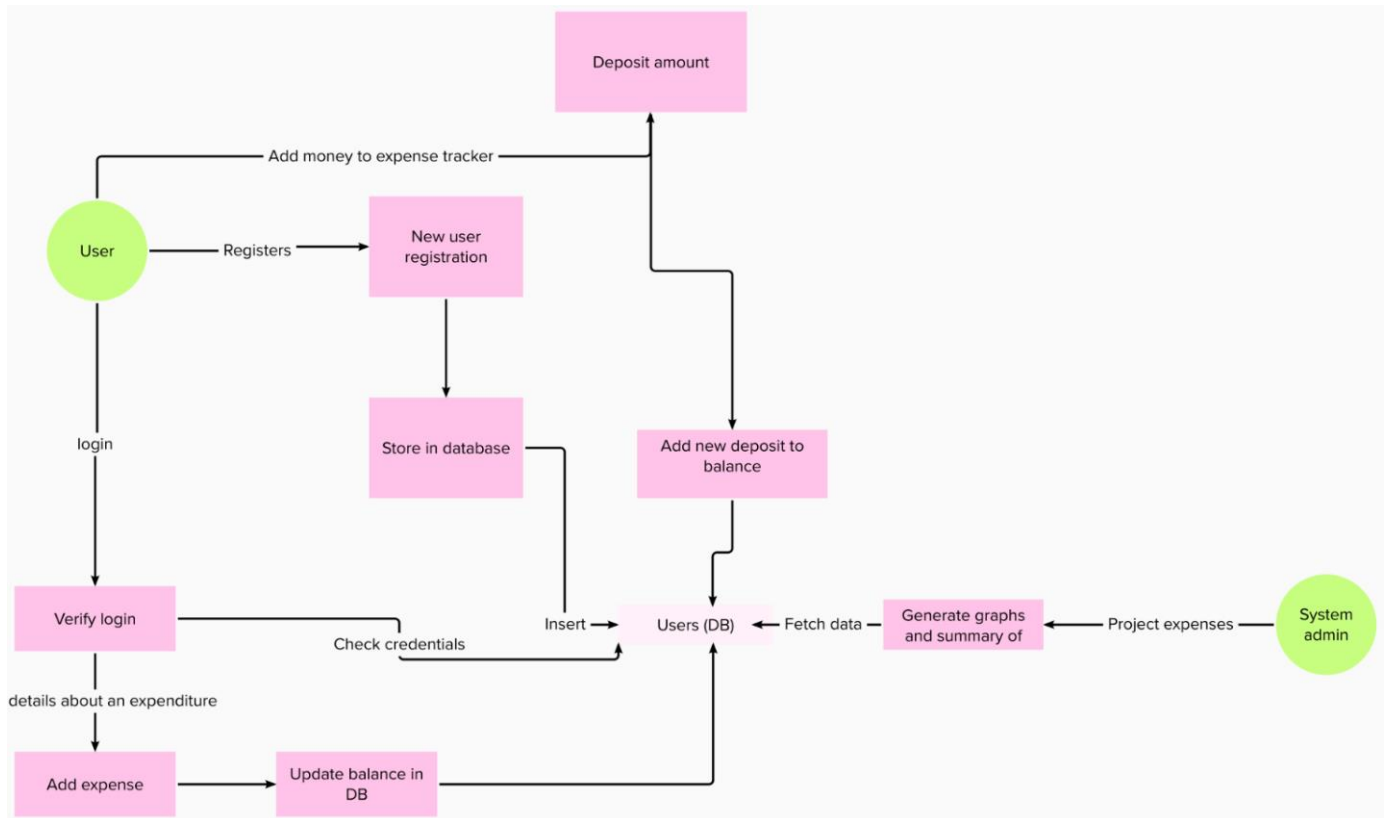 Deposit amount
Add money to expense tracker
User
Registers
New user
registration
login
Store in database
Add new deposit to
balance
Verify login
Check credentials
Insert
Users (DB)
Fetch data
Generate graphs
and summary of
Project expenses
System
admin
details about an expenditure
Add expense
Update balance in
DB